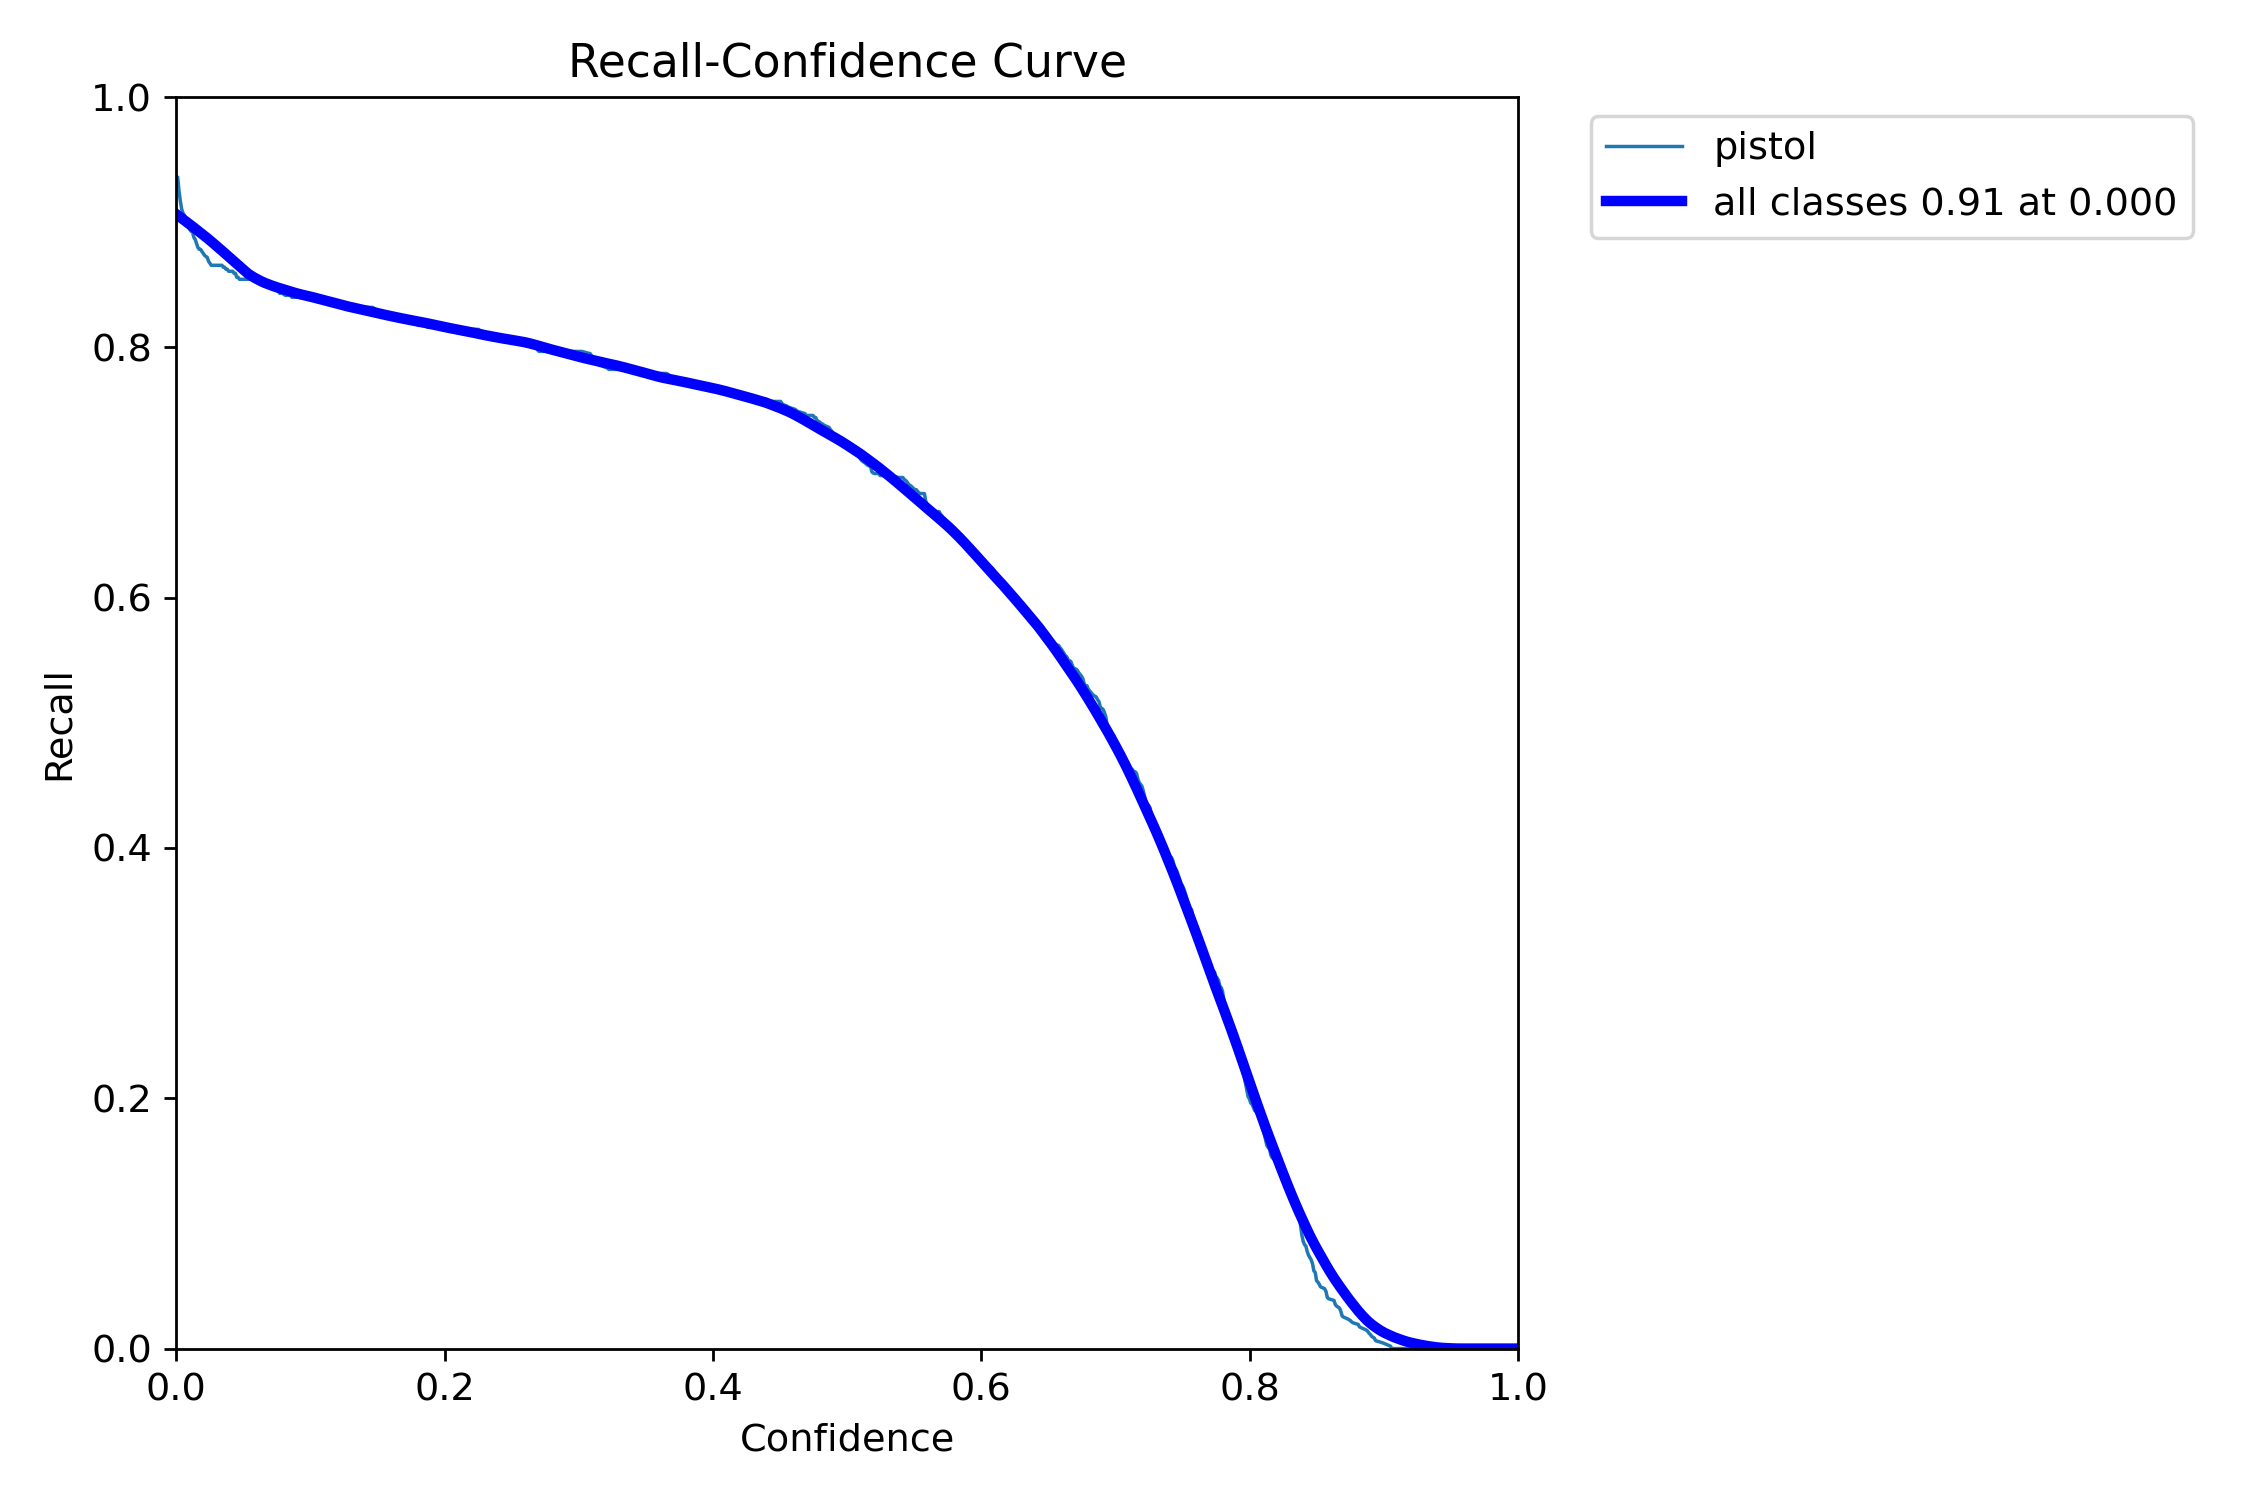 Recall-Confidence Curve
pistol
all classes 0.91 at 0.000
1.0
0.8
0.6
0.4
0.2
0.0
Recall
0.0 0.2 0.4 0.6 0.8 1.0
Confidence